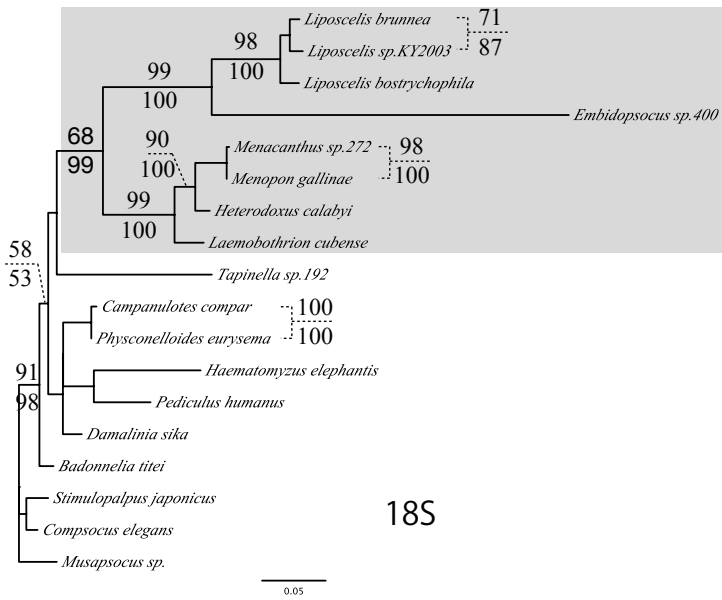 Liposcelis brunnea
71
Liposcelis sp.KY2003
87
98
100
Liposcelis bostrychophila
99
100
Embidopsocus sp.400
68
99
90
100
Menacanthus sp.272
98
Menopon gallinae
100
99
100
Heterodoxus calabyi
Laemobothrion cubense
58
53
Tapinella sp.192
Campanulotes compar
100
Physconelloides eurysema
100
Haematomyzus elephantis
91
98
Pediculus humanus
Damalinia sika
Badonnelia titei
Stimulopalpus japonicus
18S
Compsocus elegans
Musapsocus sp.
0.05